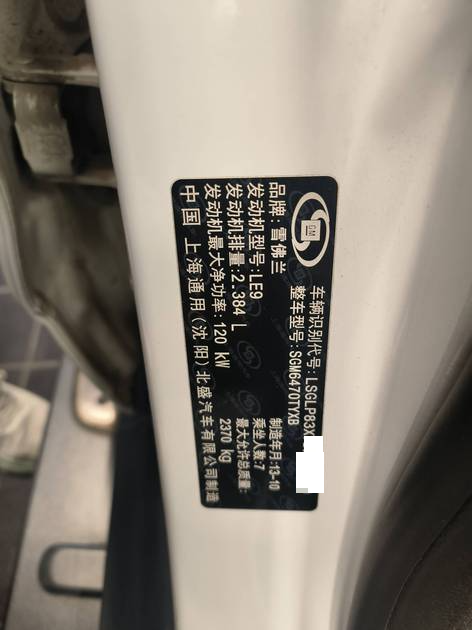 GM
车辆识别代号:LSGLP83X
整车型号:SGM6470TYXB
品牌:雪佛兰
制造年月:13-10
发动机型号:LE9
乘坐人数:7
发动机排量:2.384 L
最大允许总质量:
发动机最大净功率:120 kW
2370 kg
中国 上海通用(沈阳)北盛汽车有限公司制造